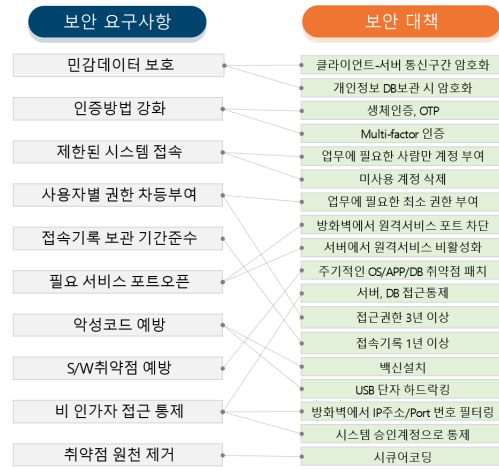 보안 요구사항
보안 대책
민감데이터 보호
인증방법 강화
제한된 시스템 접속
사용자별 권한 차등부여
접속기록 보관 기간준수
필요 서비스 포트오픈
악성코드 예방
S/W취약점 예방
비 인가자 접근 통제
취약점 원천 제거
클라이언트-서버 통신구간 암호화
개인정보 DB보관 시 암호화
생체인증, OTP
Multi-factor 인증
업무에 필요한 사람만 계정 부여
미사용 계정 삭제
업무에 필요한 최소 권한 부여
방화벽에서 원격서비스 포트 차단
서버에서 원격서비스 비활성화
주기적인 OS/APP/DB 취약점 패치
서버, DB 접근통제
접근권한 3년 이상
접속기록 1년 이상
백신설치
USB 단자 하드락킹
방화벽에서 IP주소/Port 번호 필터링
시스템 승인계정으로 통제
시큐어코딩